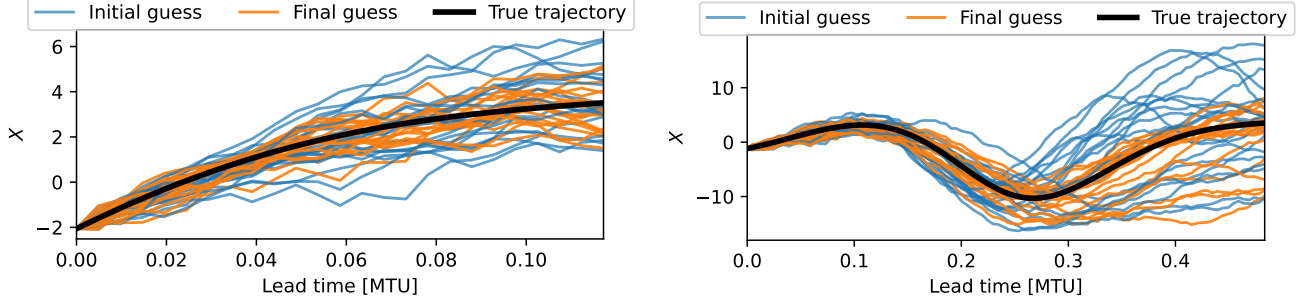 Initial guess Final guess True trajectory
6
4
2
0
−2
X
0.00 0.02 0.04 0.06 0.08 0.10
Lead time [MTU]
Initial guess Final guess True trajectory
10
0
−10
X
0.0 0.1 0.2 0.3 0.4
Lead time [MTU]